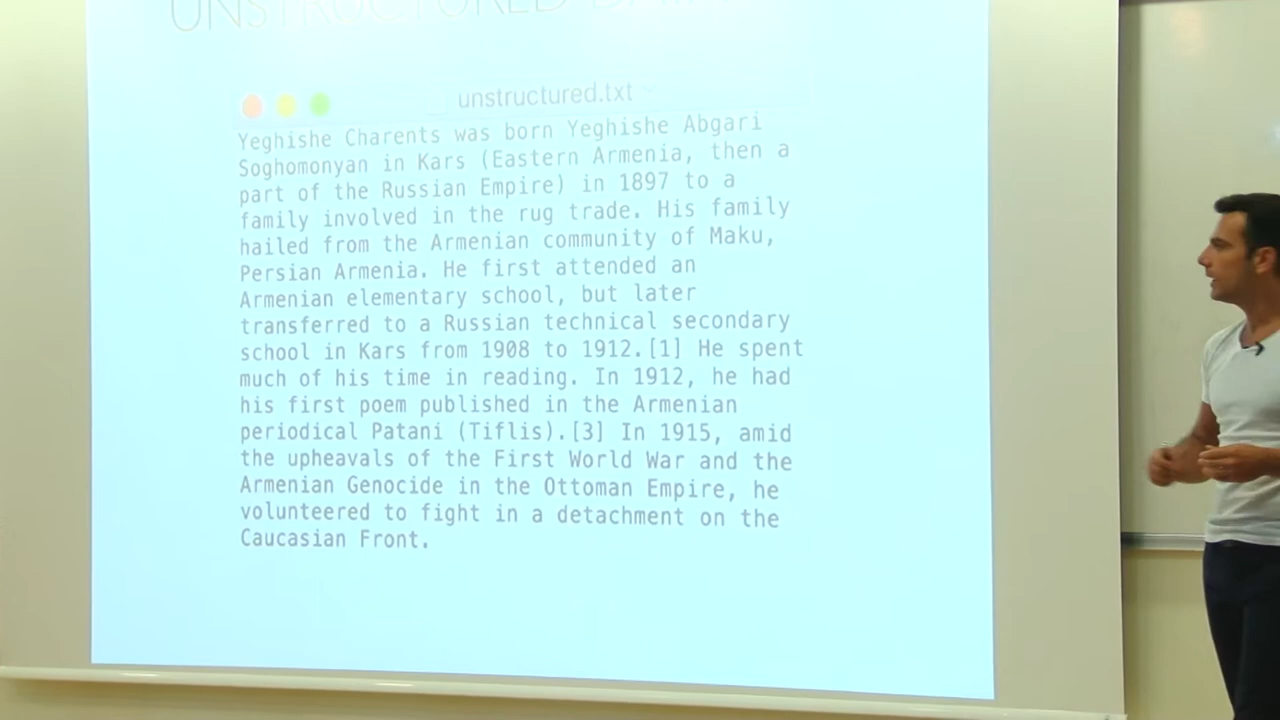 UNSTRUCTURED DATA
unstructured.txt
Yeghishe Charents was born Yeghishe Abgari
Soghomonyan in Kars (Eastern Armenia, then a
part of the Russian Empire) in 1897 to a
family involved in the rug trade. His family
hailed from the Armenian community of Maku,
Persian Armenia. He first attended an
Armenian elementary school, but later
transferred to a Russian technical secondary
school in Kars from 1908 to 1912.[1] He spent
much of his time in reading. In 1912, he had
his first poem published in the Armenian
periodical Patani (Tiflis).[3] In 1915, amid
the upheavals of the First World War and the
Armenian Genocide in the Ottoman Empire, he
volunteered to fight in a detachment on the
Caucasian Front.